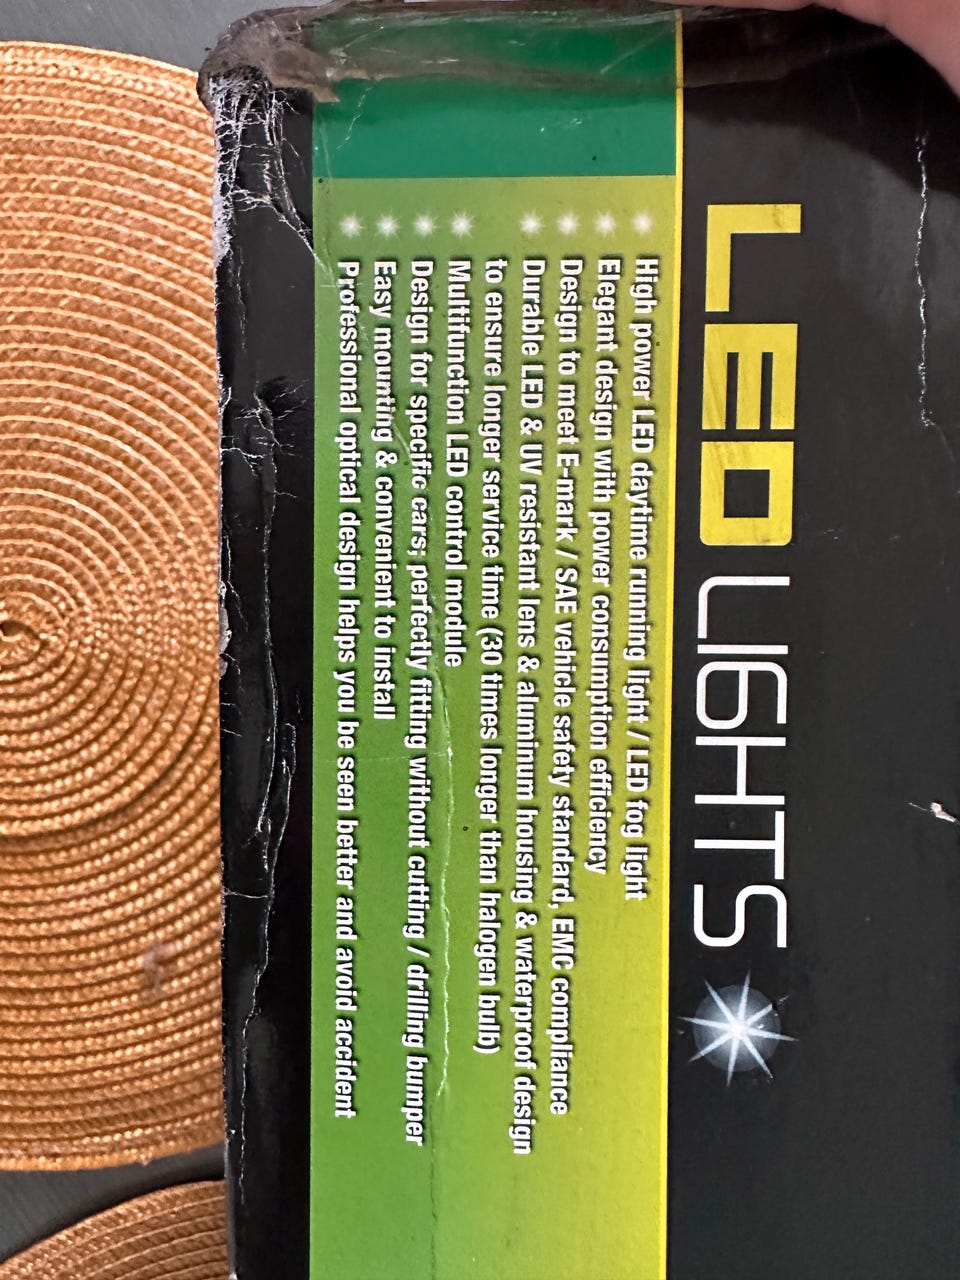 LED LIGHTS
High power LED daytime running light / LED fog light
Elegant design with power consumption efficiency
Design to meet E-mark / SAE vehicle safety standard, EMC compliance
Durable LED & UV resistant lens & aluminum housing & waterproof design
to ensure longer service time (30 times longer than halogen bulb)
Multifunction LED control module
Design for specific cars; perfectly fitting without cutting / drilling bumper
Easy mounting & convenient to install
Professional optical design helps you be seen better and avoid accident